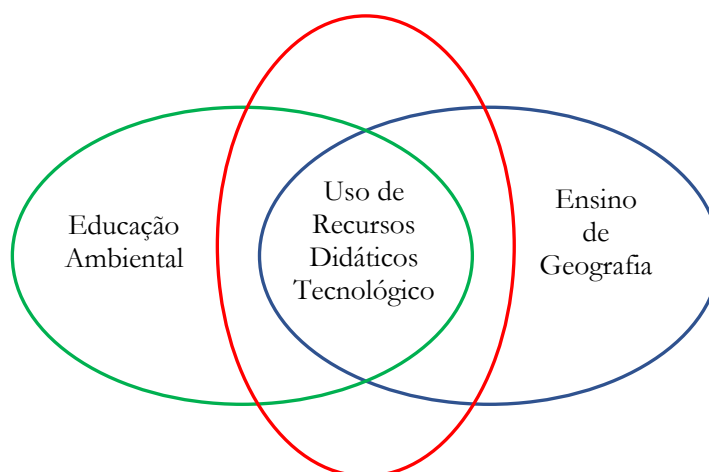 Educação
Ambiental
Uso de
Recursos
Didáticos
Tecnológico
Ensino
de
Geografia